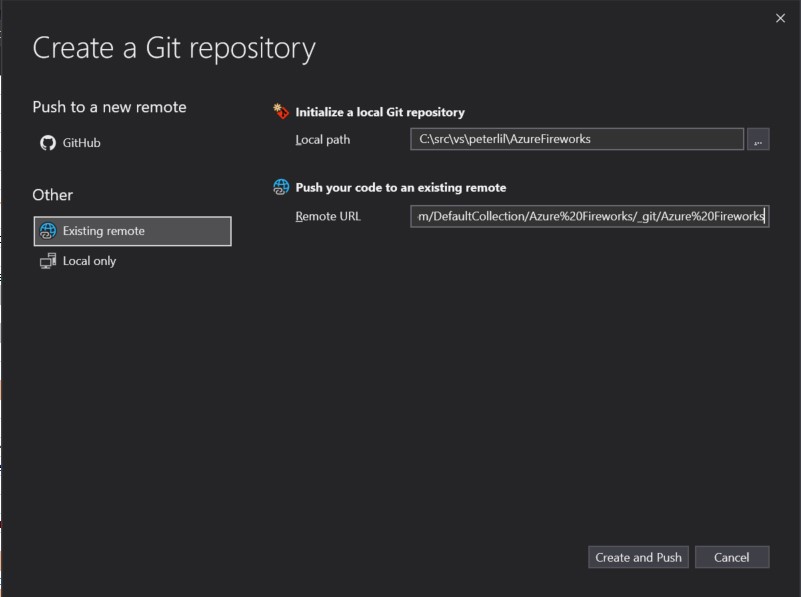 Create a Git repository
Push to a new remote
GitHub
Other
Existing remote
Local only
Initialize a local Git repository
Local path C:\src\vs\peterlil\AzureFireworks ...
Push your code to an existing remote
Remote URL m/DefaultCollection/Azure%20Fireworks/_git/Azure%20Fireworks
Create and Push Cancel